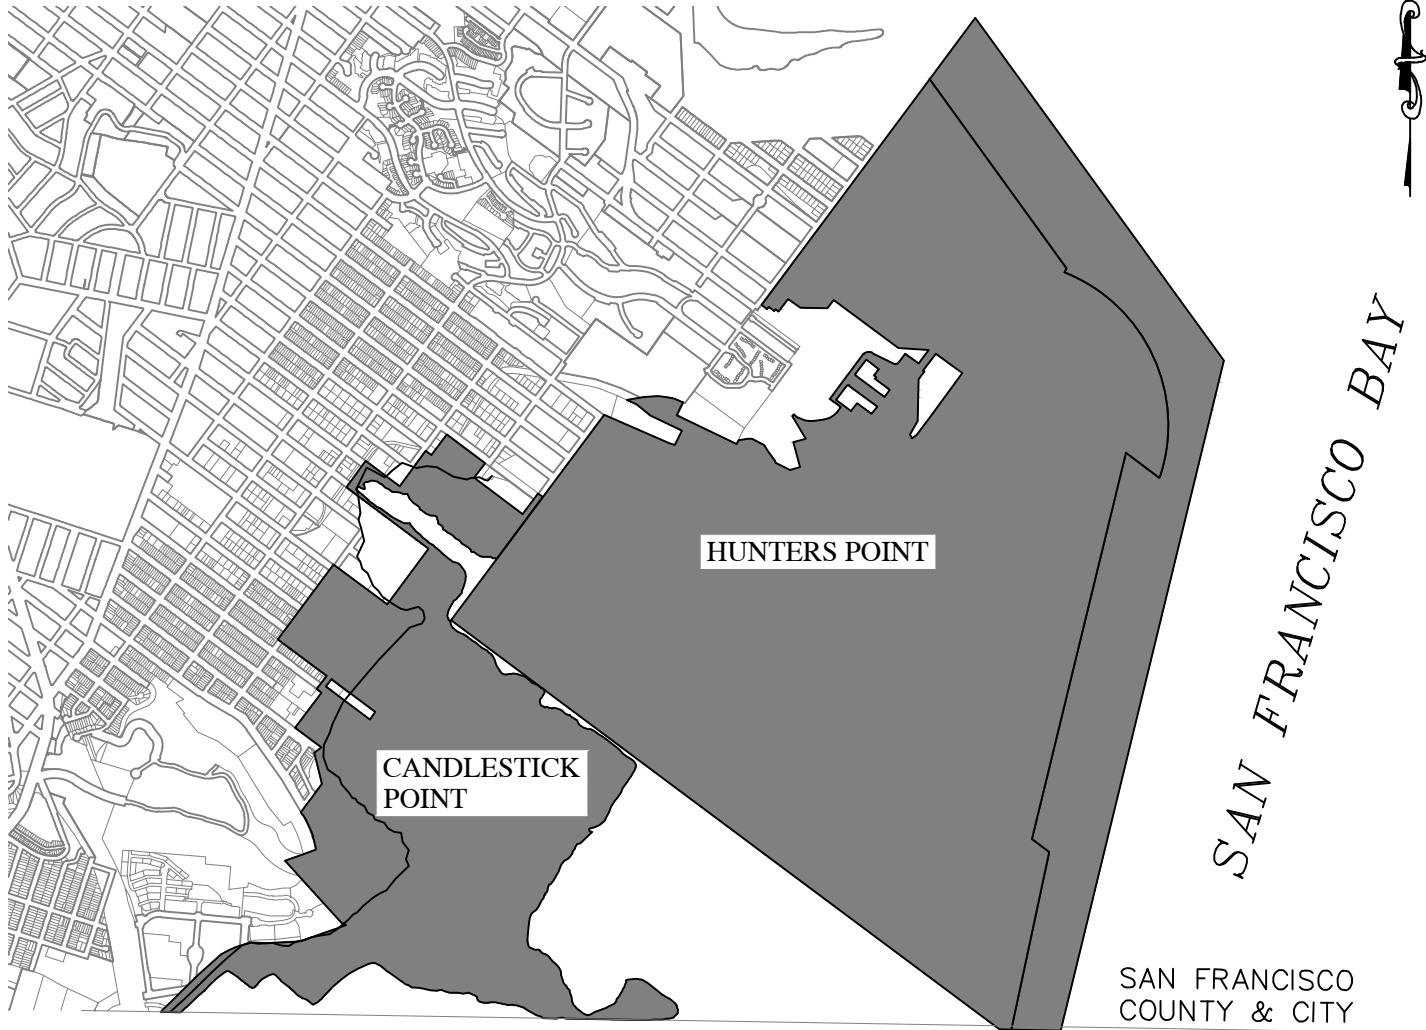 HUNTERS POINT
SAN FRANCISCO BAY
CANDLESTICK
POINT
SAN FRANCISCO
COUNTY & CITY